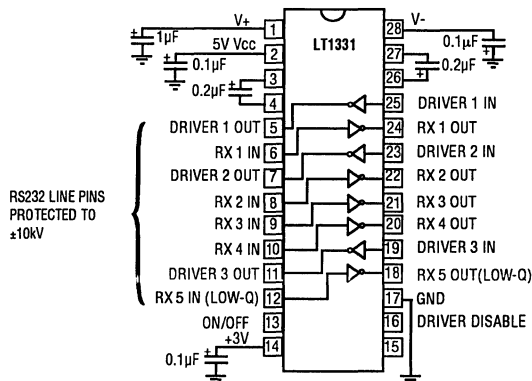 V+ 1 LT1331 28 V-
1µF
5V Vcc 2 27 0.1µF
0.1µF 0.2µF
3 26
0.2µF
4 25 DRIVER 1 IN
DRIVER 1 OUT 5 24 RX 1 OUT
RX 1 IN 6 23 DRIVER 2 IN
DRIVER 2 OUT 7 22 RX 2 OUT
RX 2 IN 8 21 RX 3 OUT
RX 3 IN 9 20 RX 4 OUT
RX 4 IN 10 19 DRIVER 3 IN
DRIVER 3 OUT 11 18 RX 5 OUT(LOW-Q)
RX 5 IN (LOW-Q) 12 17 GND
ON/OFF 13 16 DRIVER DISABLE
+3V 14 15
0.1µF
RS232 LINE PINS
PROTECTED TO
±10kV